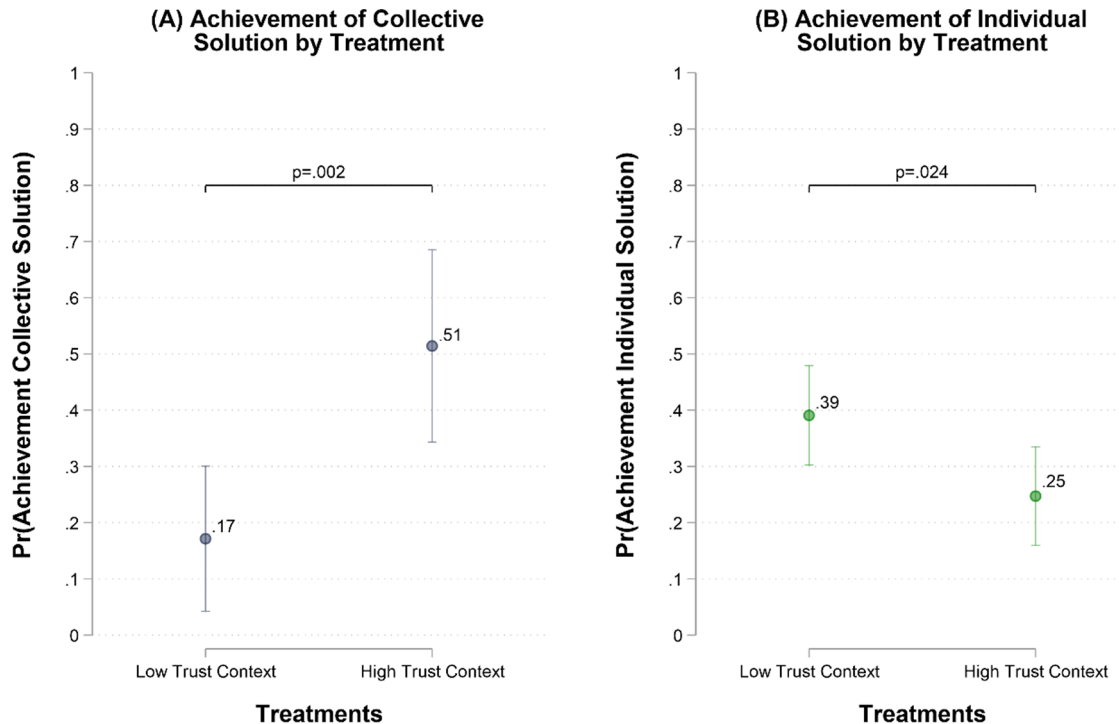 (A) Achievement of Collective
Solution by Treatment
Pr(Achievement Collective Solution)
1
.9
.8
.7
.6
.5
.4
.3
.2
.1
0
p=.002
.51
.17
Low Trust Context
High Trust Context
Treatments
(B) Achievement of Individual
Solution by Treatment
Pr(Achievement Individual Solution)
1
.9
.8
.7
.6
.5
.4
.3
.2
.1
0
p=.024
.39
.25
Low Trust Context
High Trust Context
Treatments